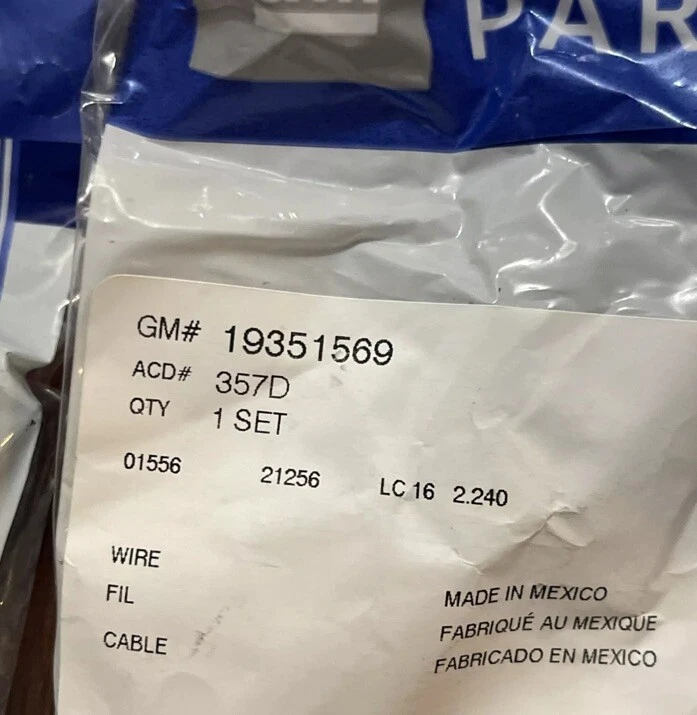 PAR
GM# 19351569
ACD# 357D
QTY 1 SET
01556 21256 LC 16 2.240
WIRE
FIL
CABLE
MADE IN MEXICO
FABRIQUÉ AU MEXIQUE
FABRICADO EN MEXICO